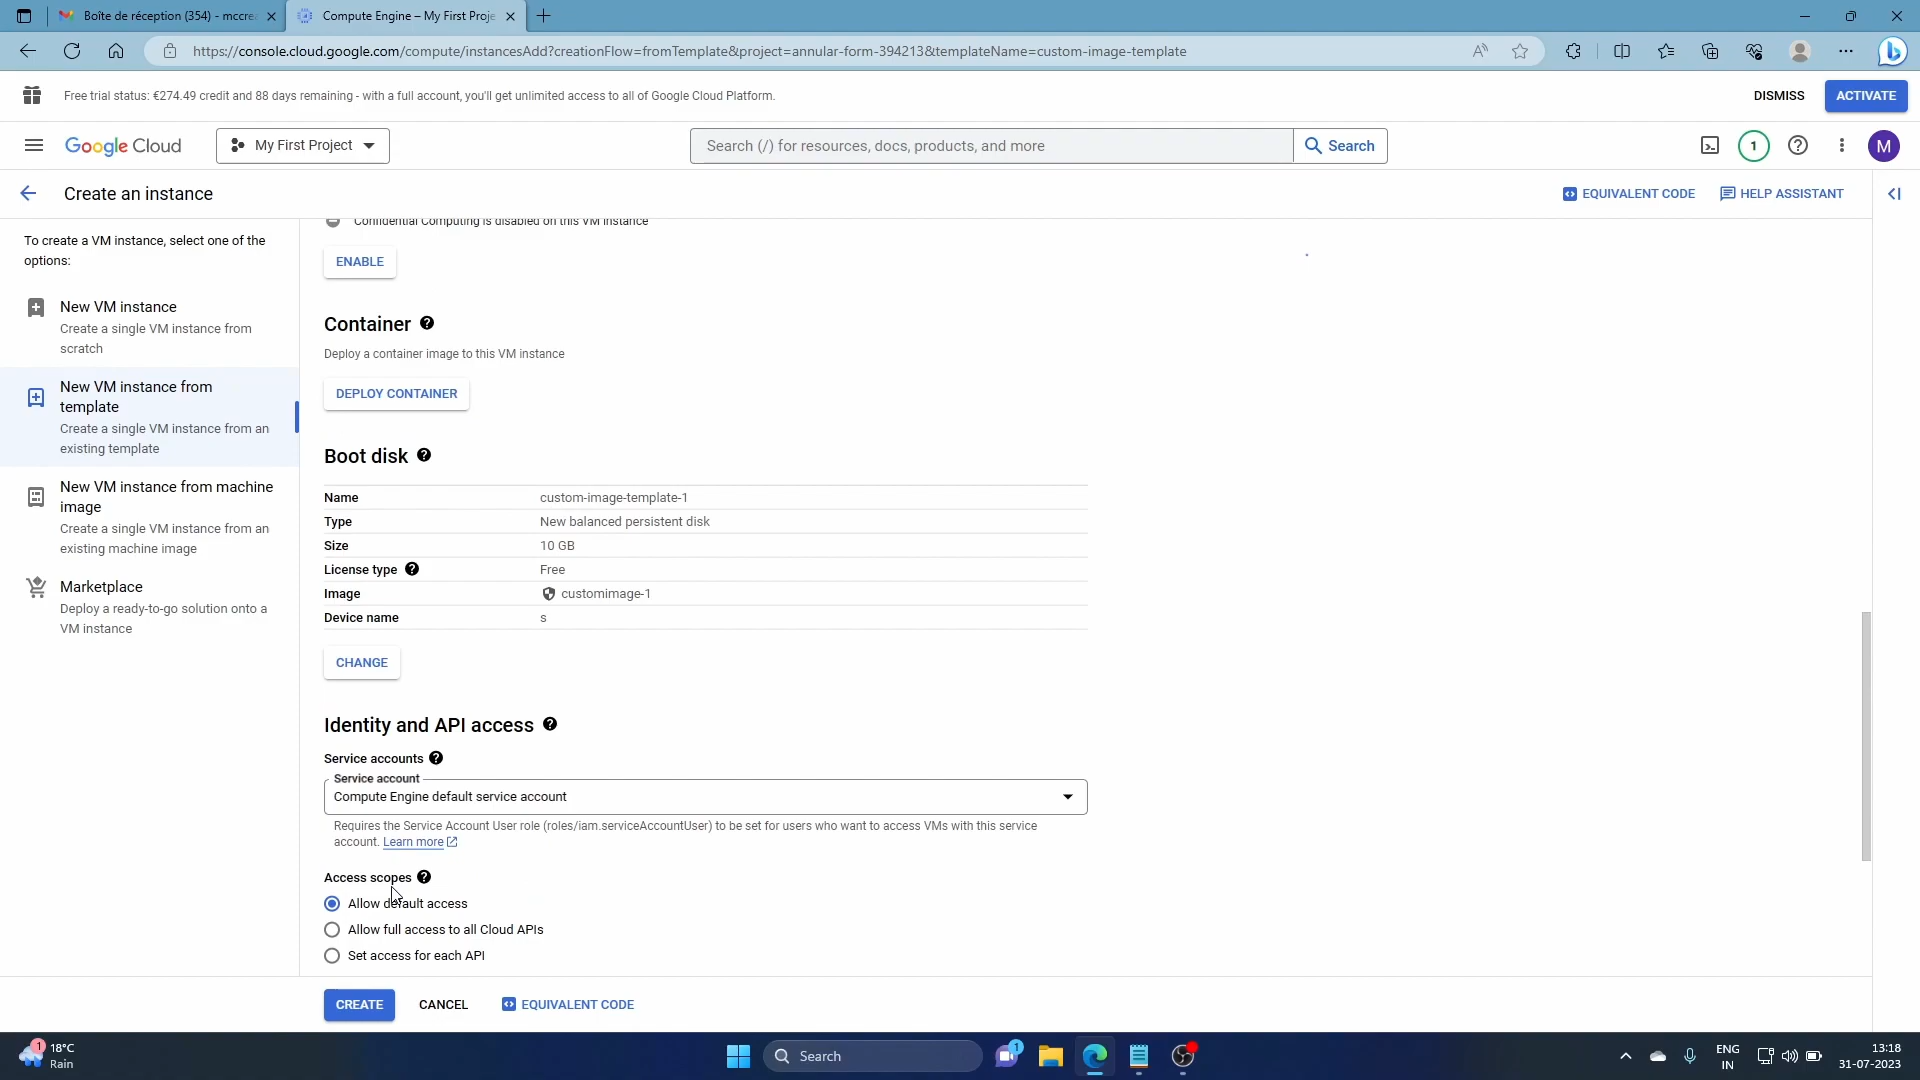 Boîte de réception (354) - mccrea
Compute Engine – My First Proje
https://console.cloud.google.com/compute/instancesAdd?creationFlow=fromTemplate&project=annular-form-394213&templateName=custom-image-template
Free trial status: €274.49 credit and 88 days remaining - with a full account, you'll get unlimited access to all of Google Cloud Platform.
DISMISS
ACTIVATE
Google Cloud
My First Project
Search (/) for resources, docs, products, and more
Search
1
M
Create an instance
EQUIVALENT CODE
HELP ASSISTANT
To create a VM instance, select one of the
options:
New VM instance
Create a single VM instance from
scratch
New VM instance from
template
Create a single VM instance from an
existing template
New VM instance from machine
image
Create a single VM instance from an
existing machine image
Marketplace
Deploy a ready-to-go solution onto a
VM instance
Confidential Computing is disabled on this VM instance
ENABLE
Container
Deploy a container image to this VM instance
DEPLOY CONTAINER
Boot disk
Name custom-image-template-1
Type New balanced persistent disk
Size 10 GB
License type Free
Image customimage-1
Device name s
CHANGE
Identity and API access
Service accounts
Service account
Compute Engine default service account
Requires the Service Account User role (roles/iam.serviceAccountUser) to be set for users who want to access VMs with this service
account. Learn more
Access scopes
Allow default access
Allow full access to all Cloud APIs
Set access for each API
CREATE
CANCEL
EQUIVALENT CODE
1
18°C
Rain
Search
1
ENG
IN
13:18
31-07-2023